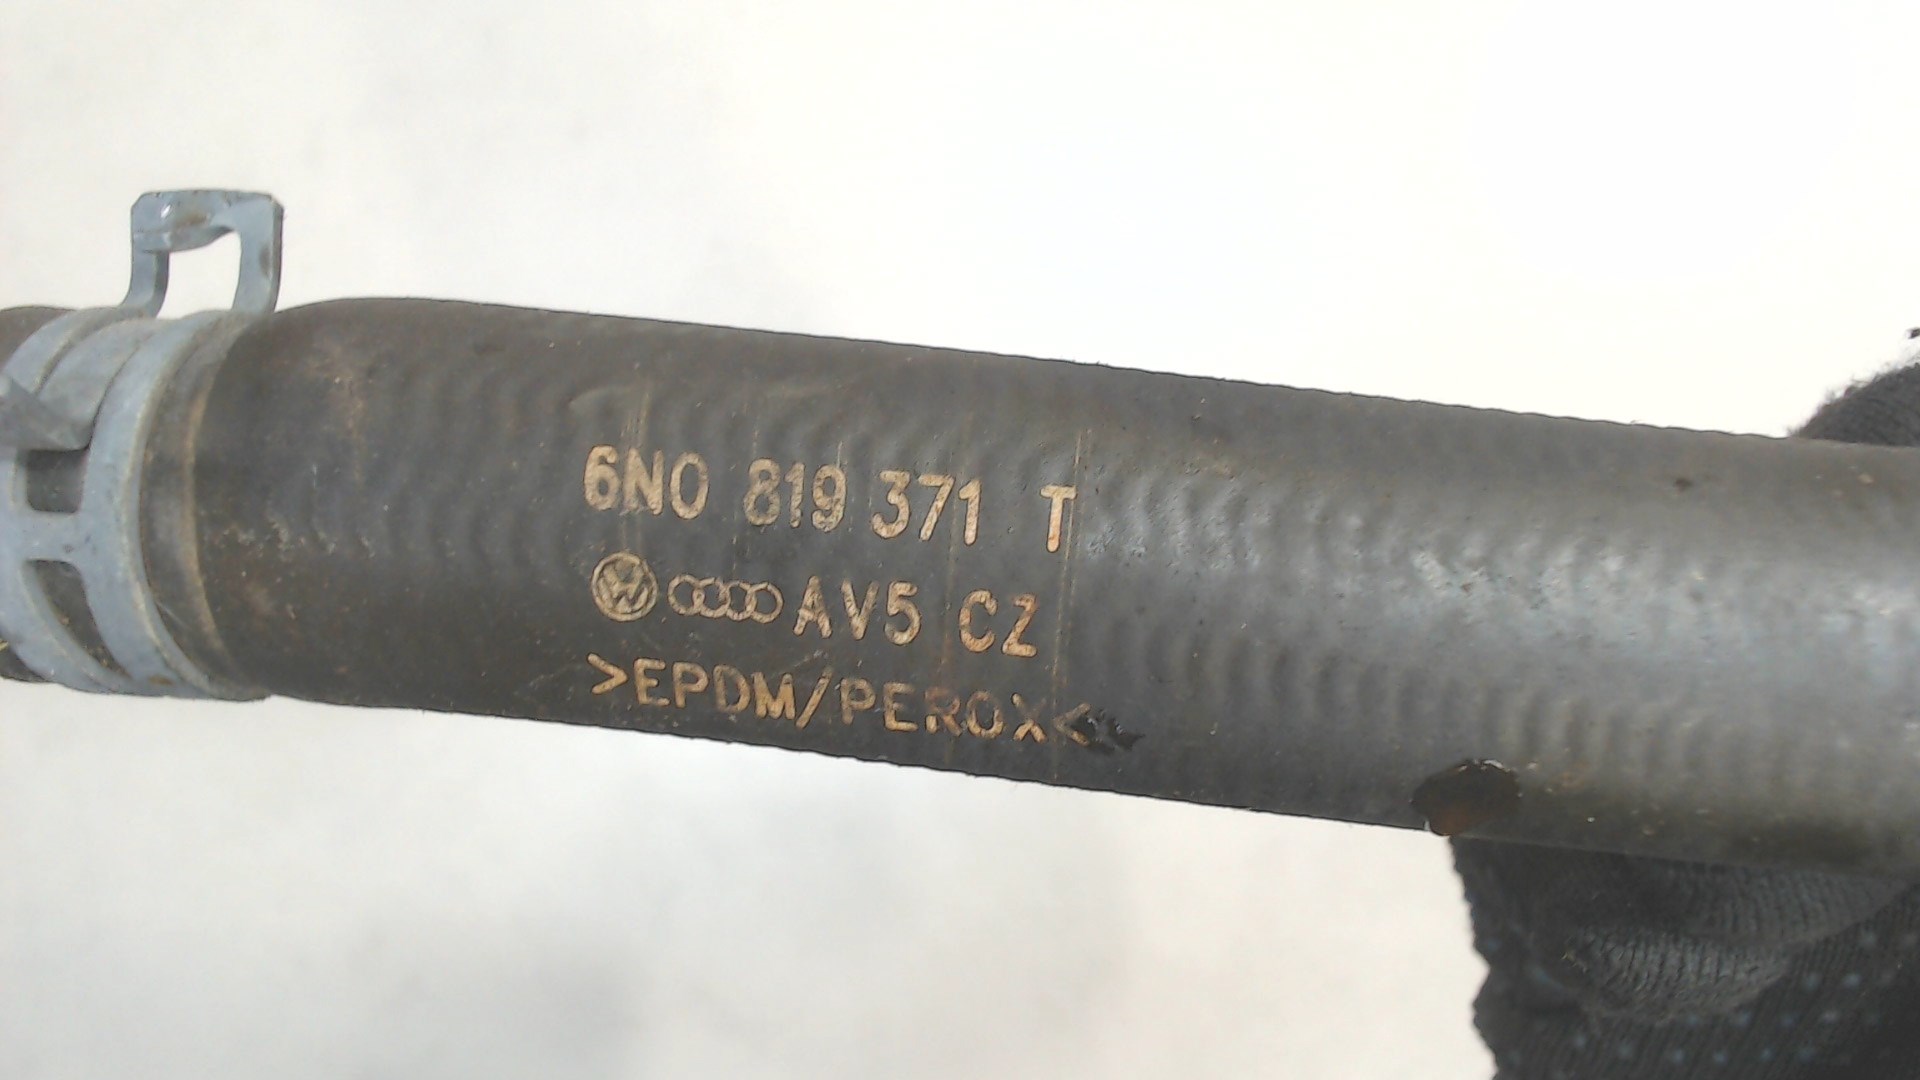 6N0 819 371 T
AV5 CZ
>EPDM/PEROX<